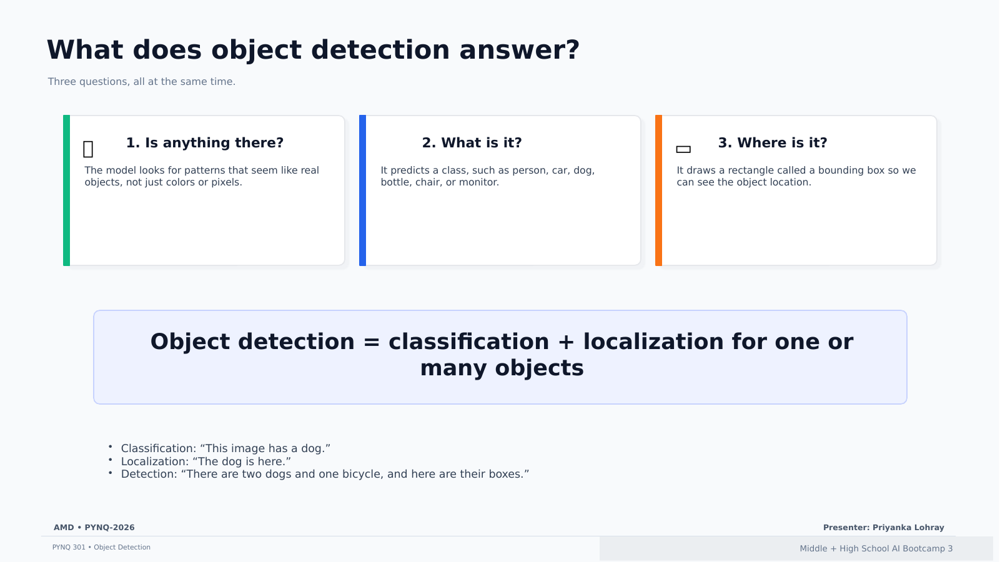 What does object detection answer?
Three questions, all at the same time.
1. Is anything there?
The model looks for patterns that seem like real
objects, not just colors or pixels.
2. What is it?
It predicts a class, such as person, car, dog,
bottle, chair, or monitor.
3. Where is it?
It draws a rectangle called a bounding box so we
can see the object location.
Object detection = classification + localization for one or
many objects
• Classification: “This image has a dog.”
• Localization: “The dog is here.”
• Detection: “There are two dogs and one bicycle, and here are their boxes.”
AMD • PYNQ-2026
Presenter: Priyanka Lohray
PYNQ 301 • Object Detection
Middle + High School AI Bootcamp 3